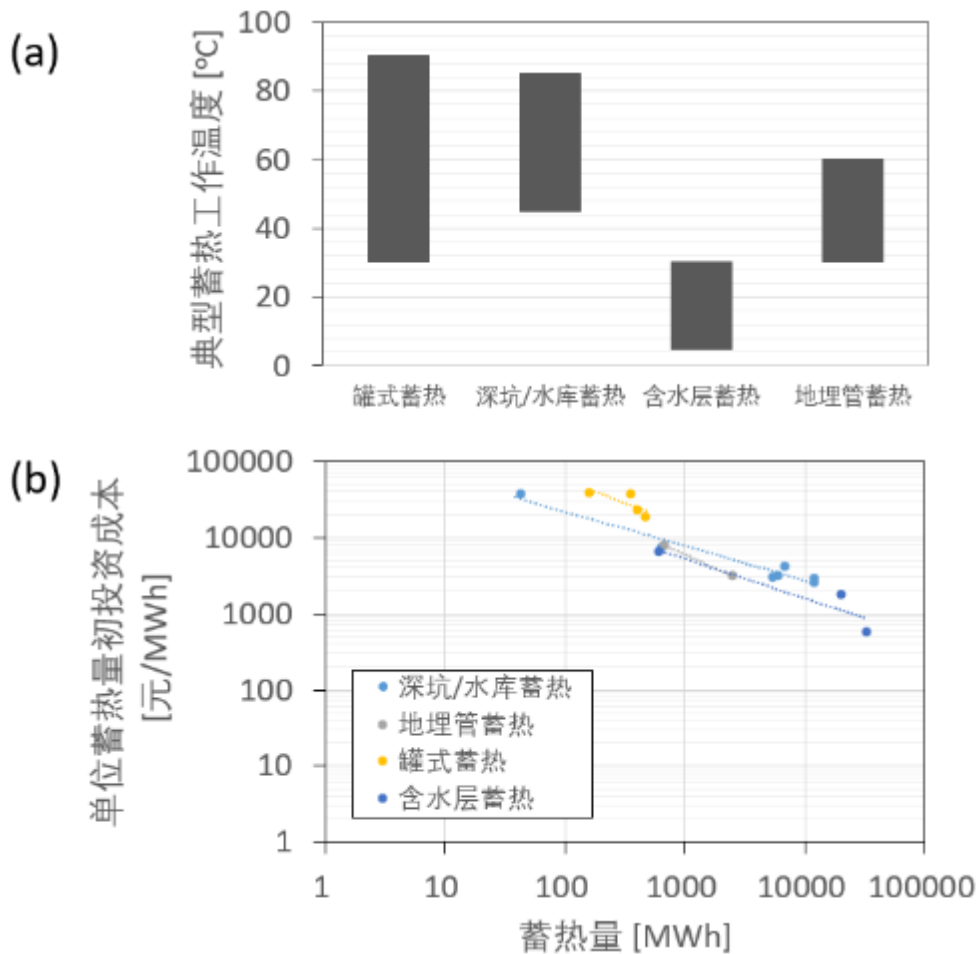 (a)
典型蓄热工作温度 [°C]
100
80
60
40
20
0
罐式蓄热
深坑/水库蓄热
含水层蓄热
地埋管蓄热
(b)
单位蓄热量初投资成本
[元/MWh]
100000
10000
1000
100
10
1
深坑/水库蓄热
地埋管蓄热
罐式蓄热
含水层蓄热
1
10
100
1000
10000
100000
蓄热量 [MWh]